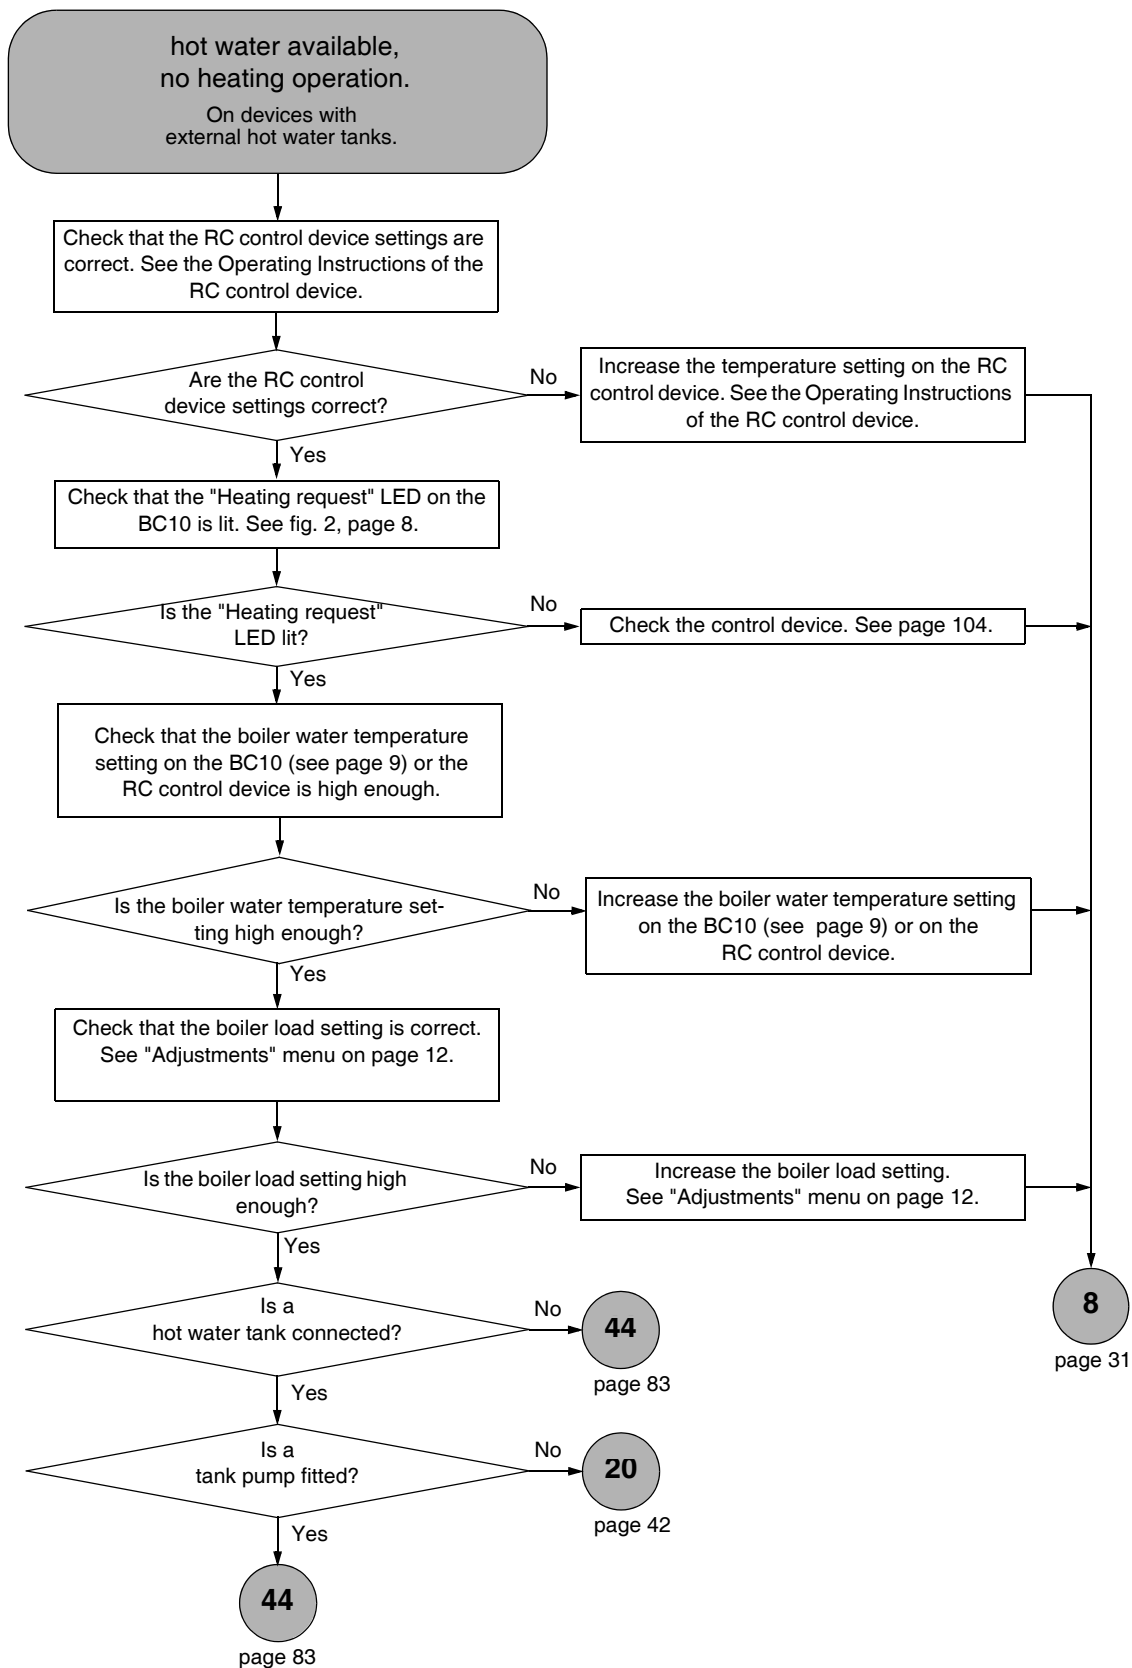 hot water available,
no heating operation.
On devices with
external hot water tanks.
Check that the RC control device settings are
correct. See the Operating Instructions of the
RC control device.
Are the RC control
device settings correct?
No
Increase the temperature setting on the RC
control device. See the Operating Instructions
of the RC control device.
Yes
Check that the "Heating request" LED on the
BC10 is lit. See fig. 2, page 8.
Is the "Heating request"
LED lit?
No
Check the control device. See page 104.
Yes
Check that the boiler water temperature
setting on the BC10 (see page 9) or the
RC control device is high enough.
Is the boiler water temperature set-
ting high enough?
No
Increase the boiler water temperature setting
on the BC10 (see  page 9) or on the
RC control device.
Yes
Check that the boiler load setting is correct.
See "Adjustments" menu on page 12.
Is the boiler load setting high
enough?
No
Increase the boiler load setting.
See "Adjustments" menu on page 12.
Yes
8
page 31
Is a
hot water tank connected?
No
44
page 83
Yes
Is a
tank pump fitted?
No
20
page 42
Yes
44
page 83